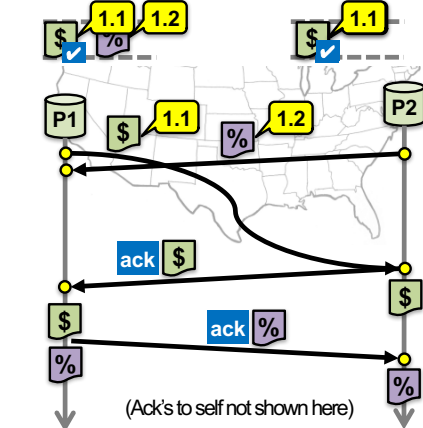 1.1 1.2 1.1
$ % $
P1 $ 1.1 % 1.2 P2
ack $
$ $
ack %
% %
(Ack's to self not shown here)